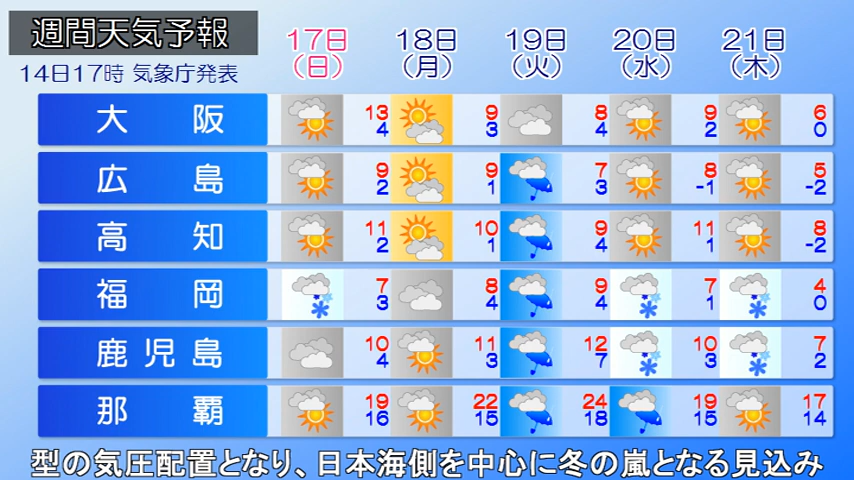 週間天気予報
14日17時 気象庁発表
17日 18日 19日 20日 21日
(日) (月) (火) (水) (木)
大阪 13 4 9 3 8 4 9 2 6 0
広島 9 2 9 1 7 3 8 -1 5 -2
高知 11 2 10 1 9 4 11 1 8 -2
福岡 7 3 8 4 9 4 7 1 4 0
鹿児島 10 4 11 3 12 7 10 3 7 2
那覇 19 16 22 15 24 18 19 15 17 14
型の気圧配置となり、日本海側を中心に冬の嵐となる見込み